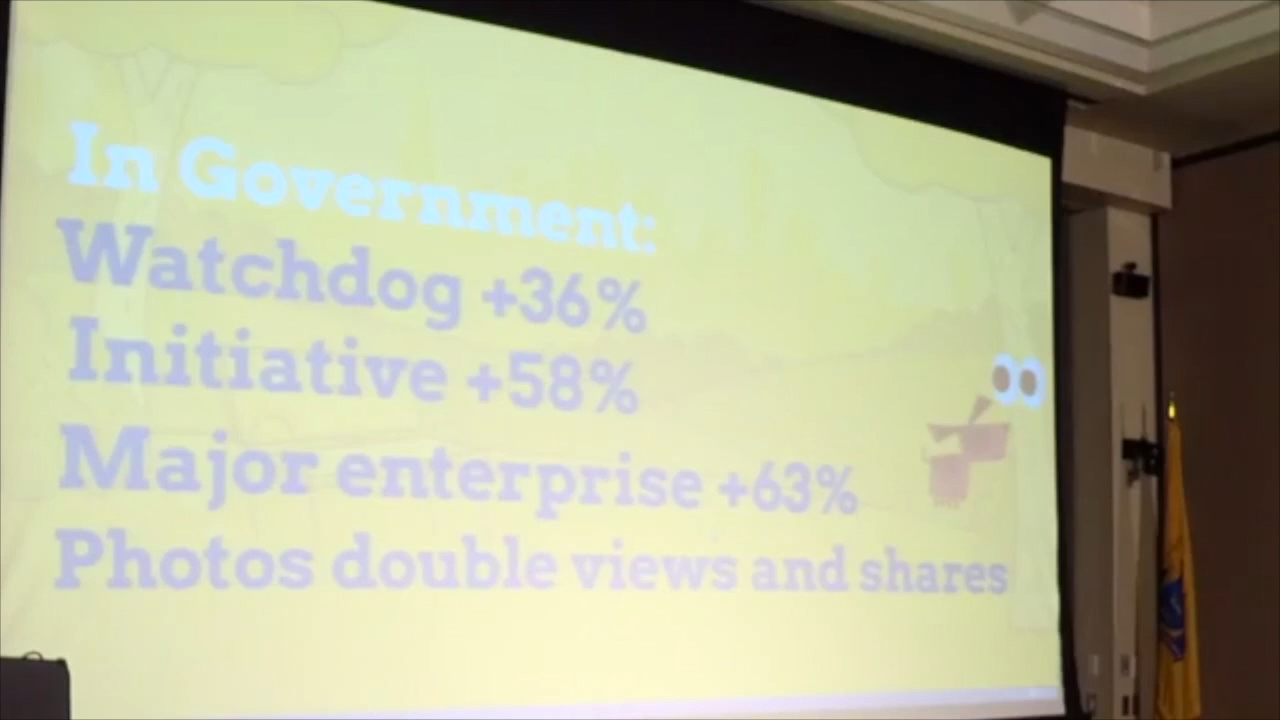 In Government:
Watchdog +36%
Initiative +58%
Major enterprise +63%
Photos double views and shares